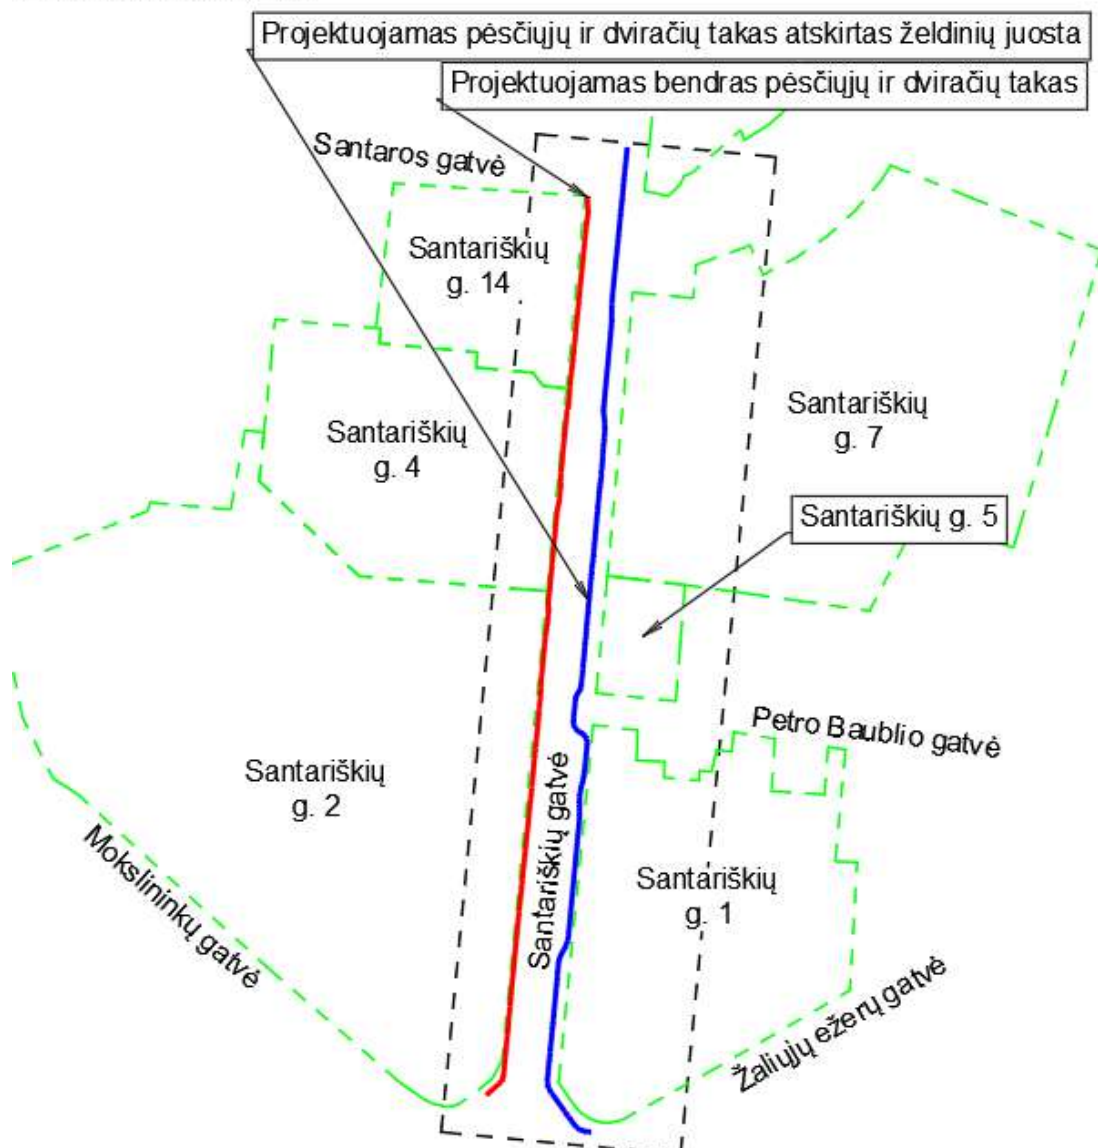 Projektuojamas pėsčiųjų ir dviračių takas atskirtas želdinių juosta
Projektuojamas bendras pėsčiųjų ir dviračių takas
Santaros gatvė
Santariškių
g. 14
Santariškių
g. 4
Santariškių
g. 7
Santariškių g. 5
Petro Baublio gatvė
Santariškių
g. 2
Santariškių gatvė
Mokslininkų gatvė
Santariškių
g. 1
Žaliųjų ežerų gatvė